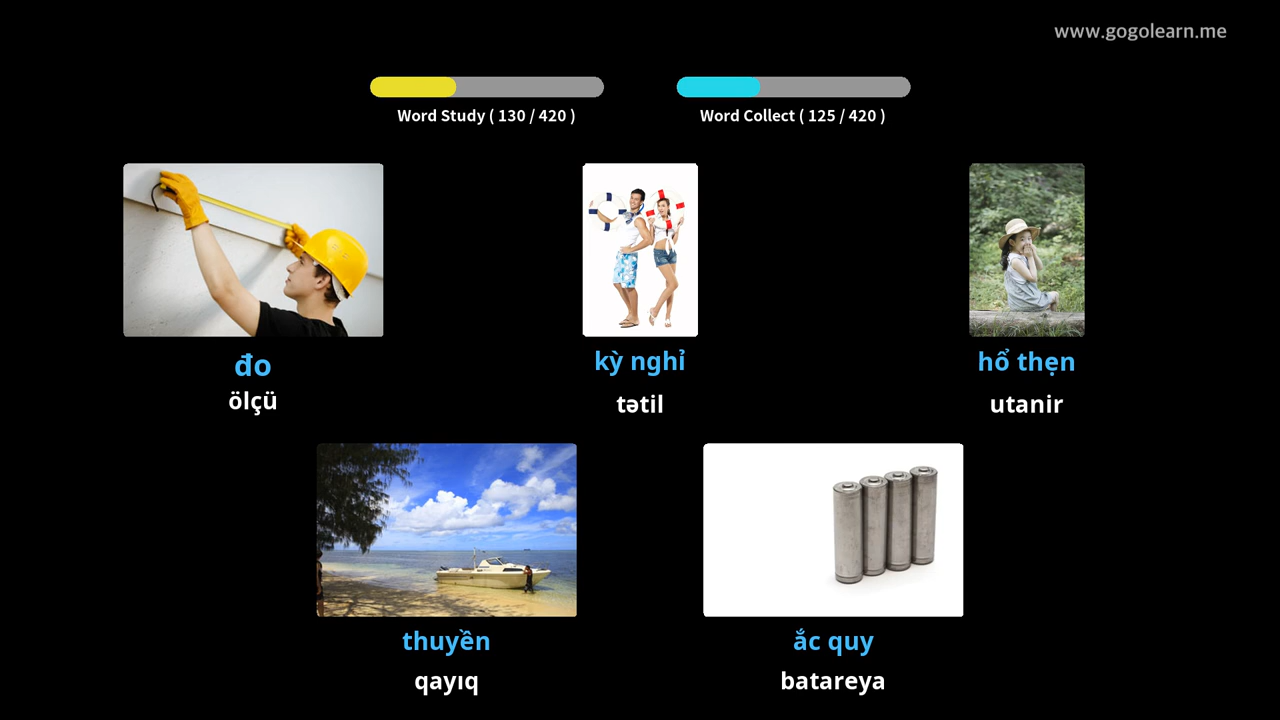 www.gogolearn.me
Word Study ( 130 / 420 )
Word Collect ( 125 / 420 )
đo
ölçü
kỳ nghỉ
tətil
hổ thẹn
utanir
thuyền
qayıq
ắc quy
batareya